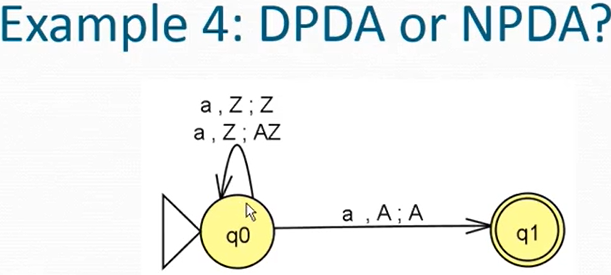 Example 4: DPDA or NPDA?
a , Z ; Z
a , Z ; AZ
a , A ; A
q0
q1